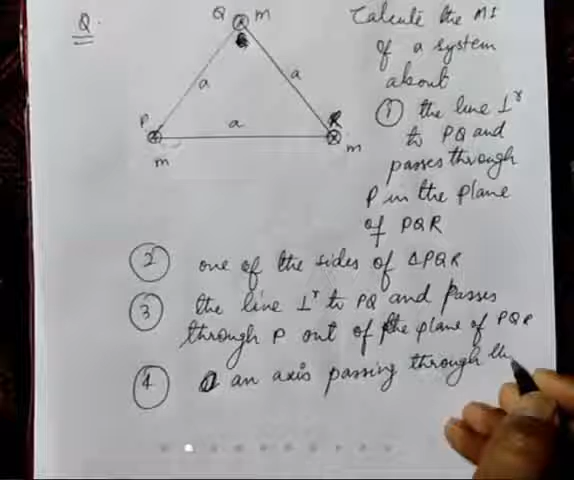 Q.
Q m
a
a
P
a
R
m
m
Calcute the MI
of a system
about
① the line ⊥r
to PQ and
passes through
P in the plane
of PQR
② one of the sides of ΔPQR
③ the line ⊥r to PQ and passes
through P out of the plane of PQR
④ an axis passing through the